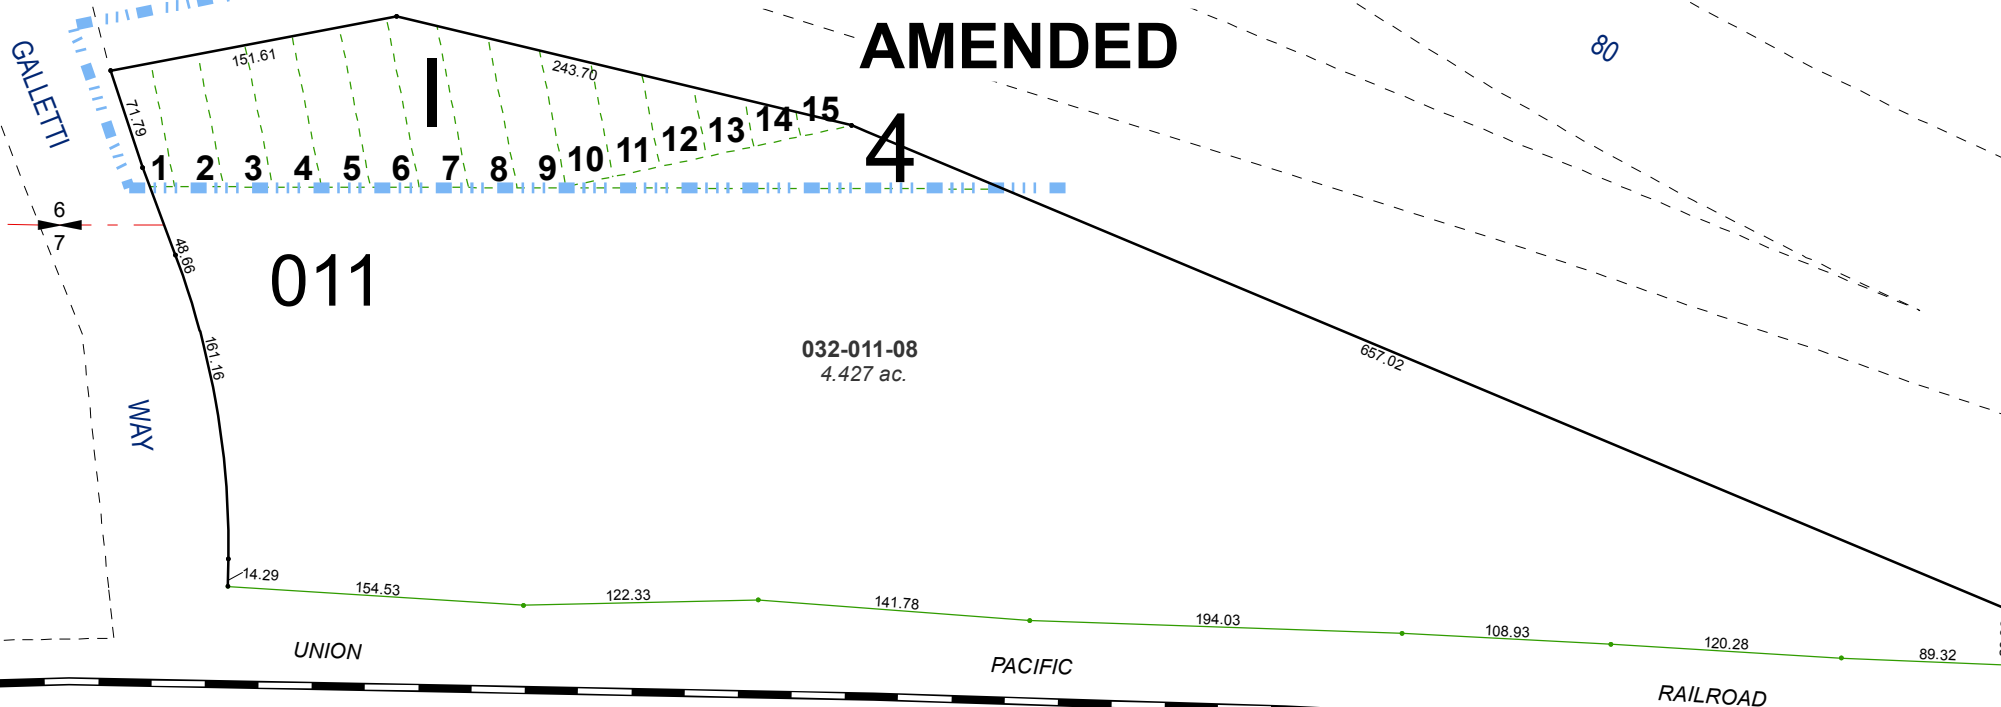 AMENDED
80
GALLETTI
151.61
243.70
I
71.79
1 2 3 4 5 6 7 8 9 10 11 12 13 14 15
4
6
7
48.66
011
161.16
032-011-08
4.427 ac.
657.02
WAY
14.29
154.53
122.33
141.78
194.03
108.93
120.28
89.32
UNION
PACIFIC
RAILROAD